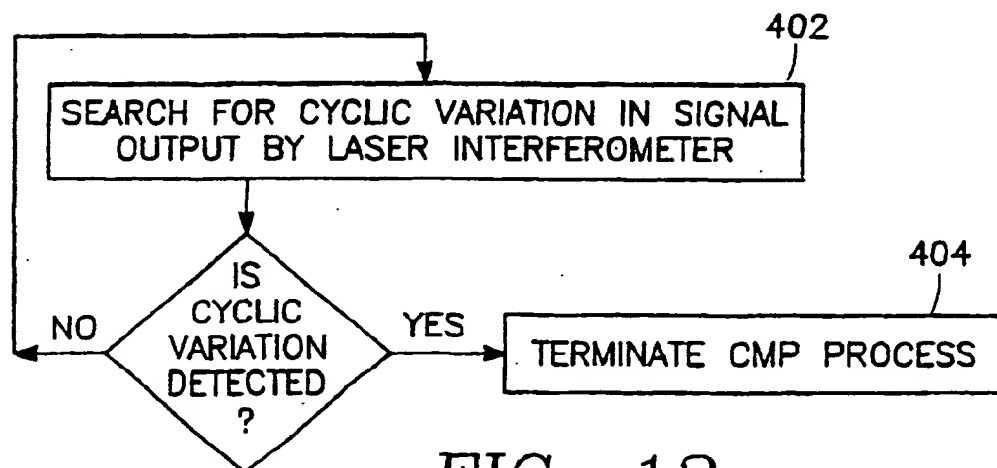 402
SEARCH FOR CYCLIC VARIATION IN SIGNAL
OUTPUT BY LASER INTERFEROMETER
IS
CYCLIC
VARIATION
DETECTED
?
NO
YES
404
TERMINATE CMP PROCESS